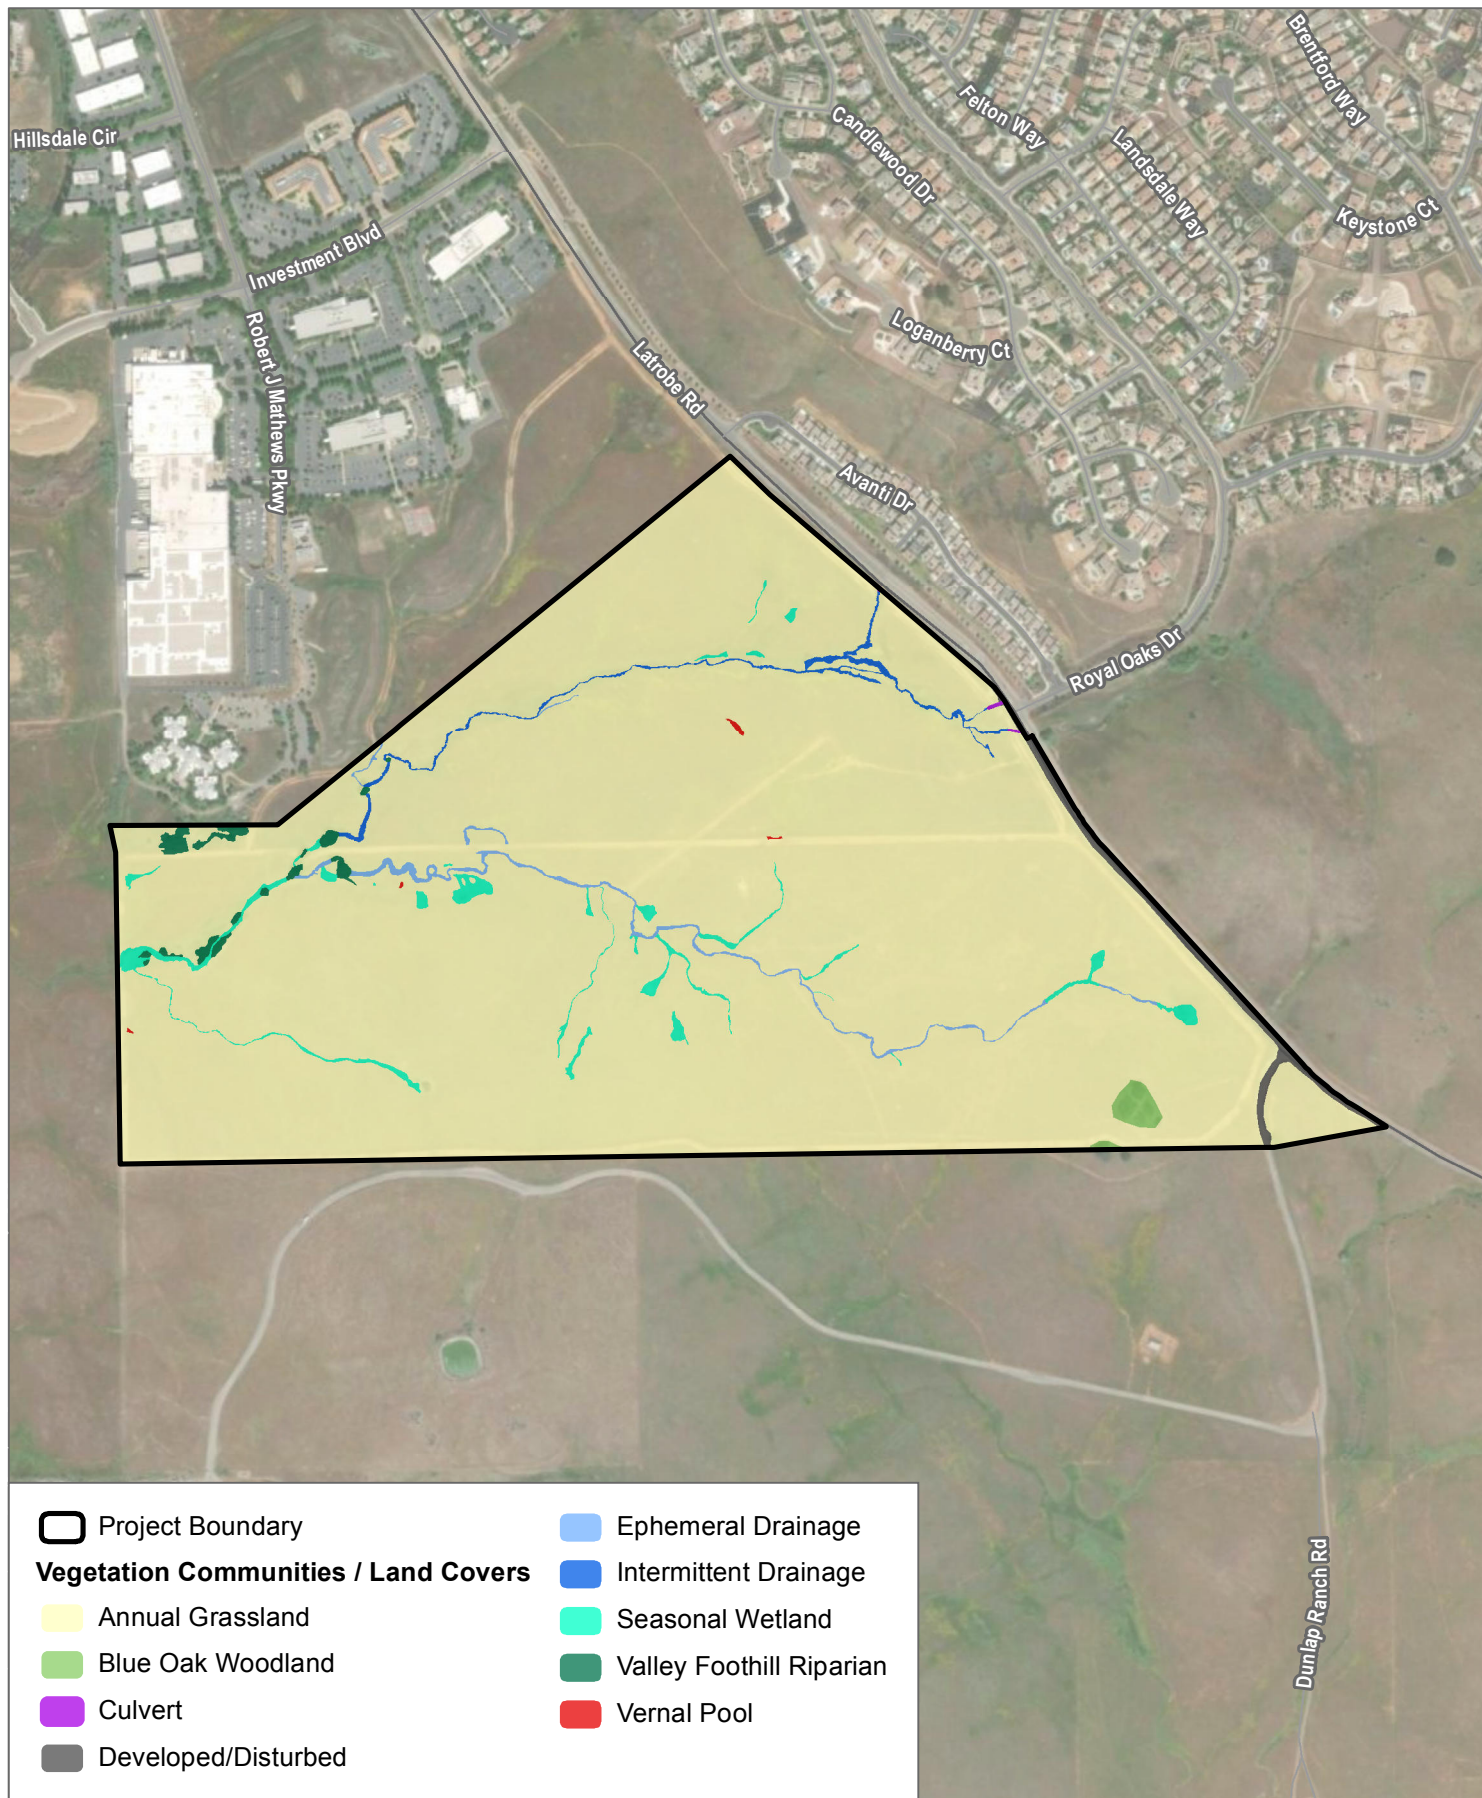 Hillsdale Cir
Investment Blvd
Robert J Mathews Pkwy
Latrobe Rd
Candlewood Dr
Felton Way
Landsdale Way
Brentford Way
Keystone Ct
Loganberry Ct
Avanti Dr
Royal Oaks Dr
Dunlap Ranch Rd
Project Boundary
Vegetation Communities / Land Covers
Annual Grassland
Blue Oak Woodland
Culvert
Developed/Disturbed
Ephemeral Drainage
Intermittent Drainage
Seasonal Wetland
Valley Foothill Riparian
Vernal Pool